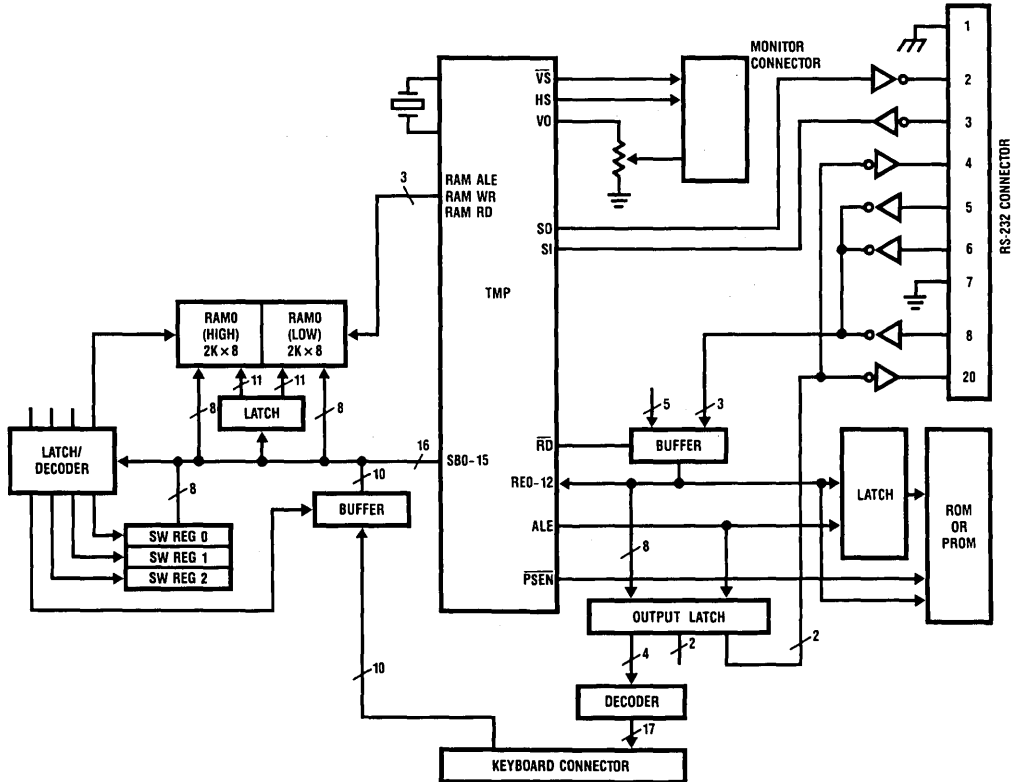 MONITOR
CONNECTOR
1
2
3
4
5
6
7
8
20
RS-232 CONNECTOR
VS
HS
VO
3
RAM ALE
RAM WR
RAM RD
SO
SI
TMP
RAMO
(HIGH)
2K × 8
RAMO
(LOW)
2K × 8
11
11
8
8
LATCH
5
3
LATCH/
DECODER
16
SBO-15
RD
BUFFER
REO-12
LATCH
ROM
OR
PROM
8
10
BUFFER
SW REG 0
SW REG 1
SW REG 2
ALE
8
PSEN
OUTPUT LATCH
2
4
2
10
DECODER
17
KEYBOARD CONNECTOR